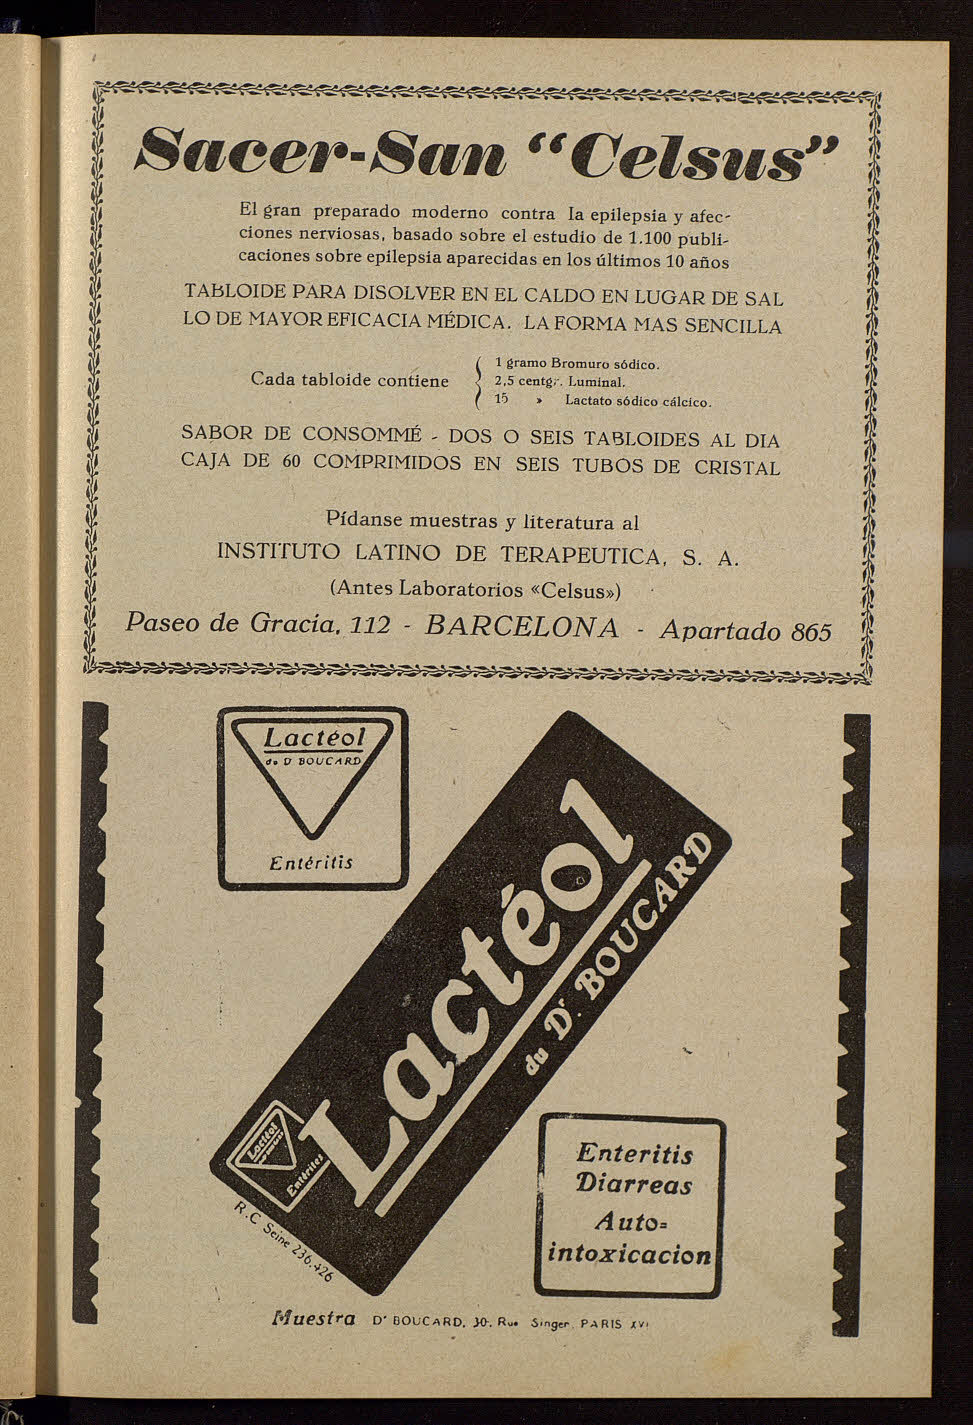 Sacer-San “Celsus”
El gran preparado moderno contra la epilepsia y afec-
ciones nerviosas, basado sobre el estudio de 1.100 publi-
caciones sobre epilepsia aparecidas en los últimos 10 años
TABLOIDE PARA DISOLVER EN EL CALDO EN LUGAR DE SAL
LO DE MAYOR EFICACIA MÉDICA. LA FORMA MAS SENCILLA
Cada tabloide contiene
1 gramo Bromuro sódico.
2,5 centgr. Luminal.
15 » Lactato sódico cálcico.
SABOR DE CONSOMMÉ - DOS O SEIS TABLOIDES AL DIA
CAJA DE 60 COMPRIMIDOS EN SEIS TUBOS DE CRISTAL
Pídanse muestras y literatura al
INSTITUTO LATINO DE TERAPEUTICA, S. A.
(Antes Laboratorios «Celsus»)
Paseo de Gracia, 112 - BARCELONA - Apartado 865
Lactéol
du Dr BOUCARD
Entéritis
Lactéol
du Dr. BOUCARD
Lactéol
Entérites
R.C Seine 236.426
Enteritis
Diarreas
Auto=
intoxicacion
Muestra Dr BOUCARD, 30, Rue Singer, PARIS XVI